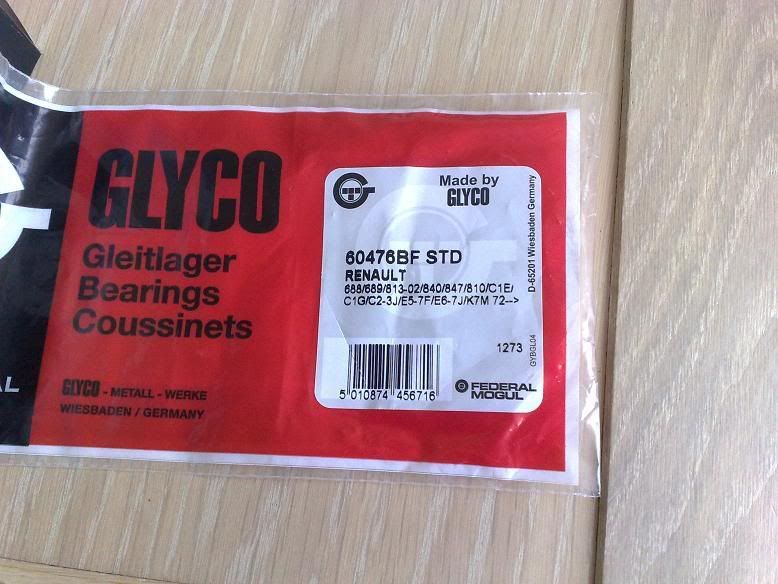 GLYCO
Gleitlager
Bearings
Coussinets
GLYCO - METALL - WERKE
WIESBADEN / GERMANY
AL
Made by
GLYCO
60476BF STD
RENAULT
688/689/813-02/840/847/810/C1E/
C1G/C2-3J/E5-7F/E6-7J/K7M 72-->
1273
5 010874 456716
FEDERAL
MOGUL
D-65201 Wiesbaden Germany
GYBGL04